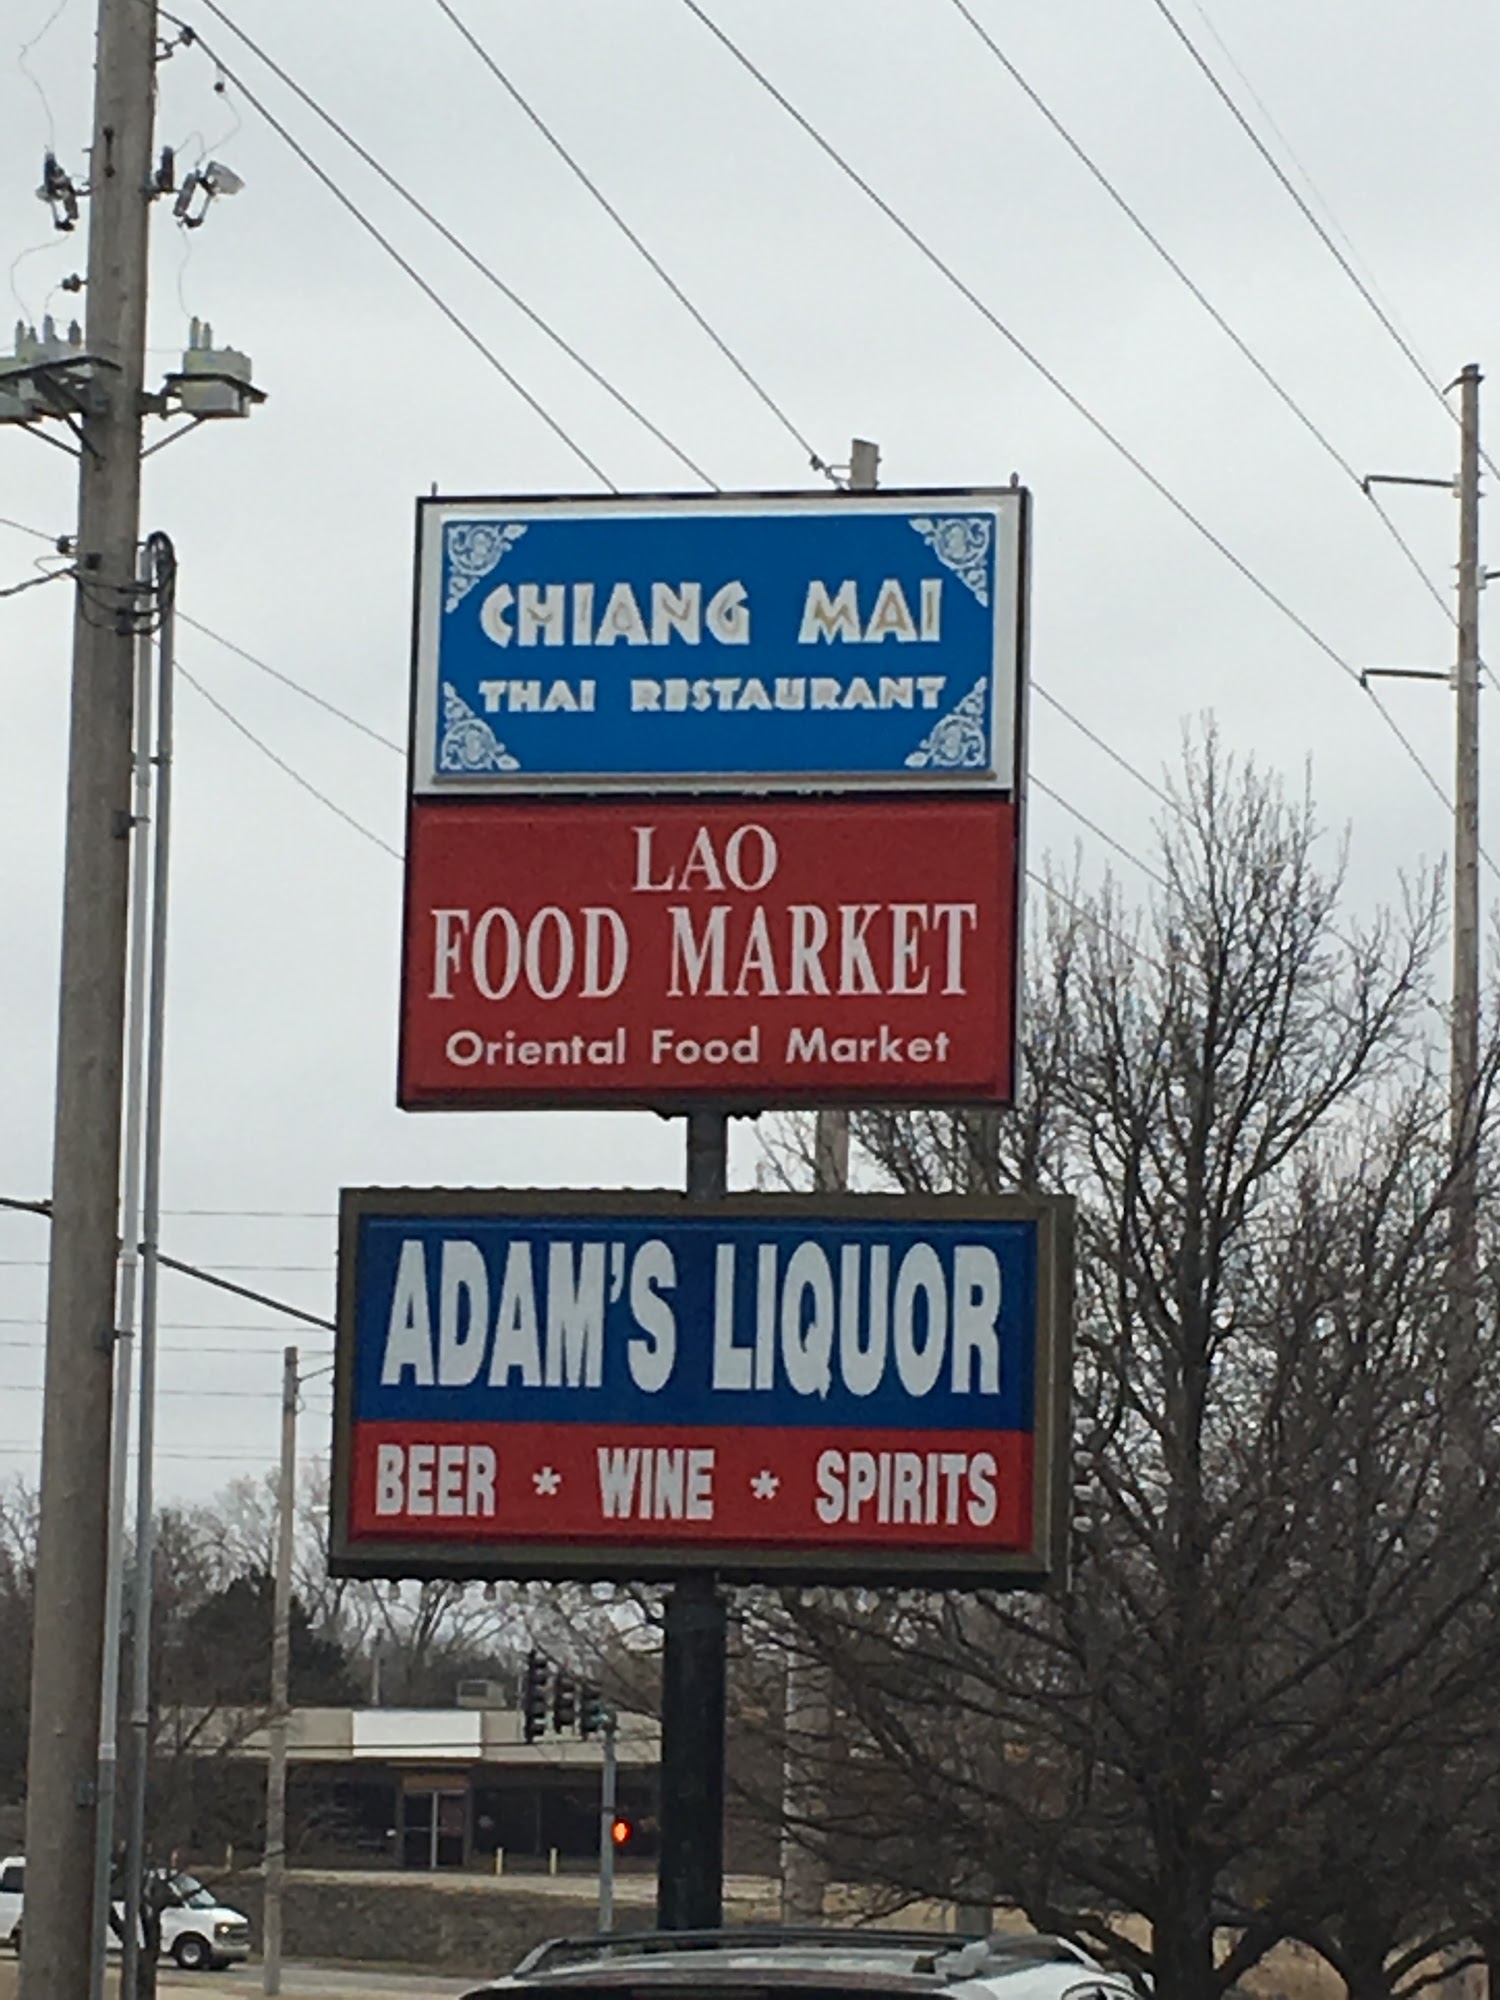 CHIANG MAI
THAI RESTAURANT
LAO
FOOD MARKET
Oriental Food Market
ADAM'S LIQUOR
BEER * WINE * SPIRITS